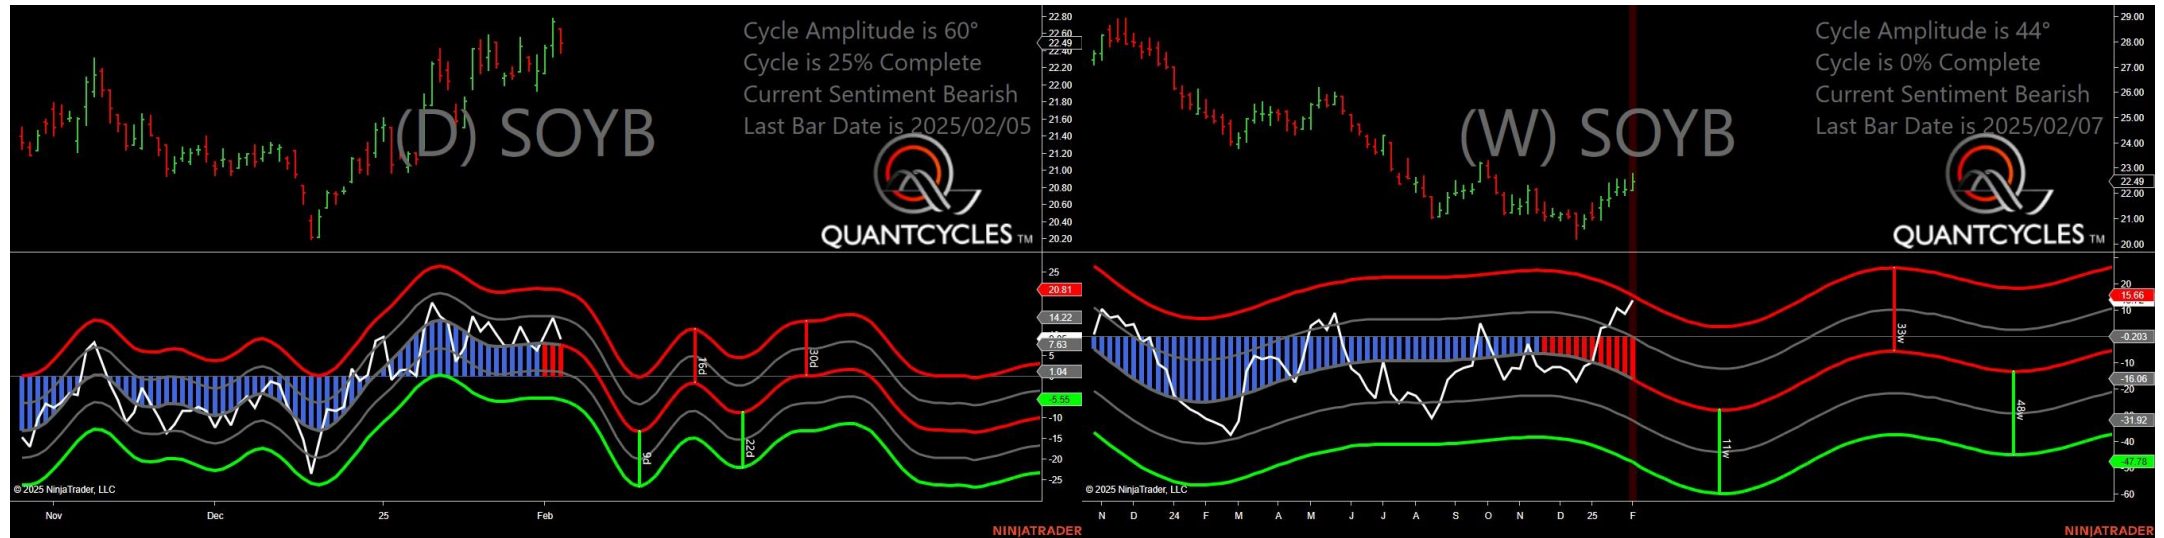 Cycle Amplitude is 60°
Cycle is 25% Complete
Current Sentiment Bearish
Last Bar Date is 2025/02/05
(D) SOYB
QUANTCYCLES TM
22.80
22.60
22.49
22.40
22.20
22.00
21.80
21.60
21.40
21.20
21.00
20.80
20.60
20.40
20.20
25
20.81
14.22
7.63
5
1.04
-5.55
-10
-15
-20
-25
9d
16d
22d
30d
© 2025 NinjaTrader, LLC
Nov Dec 25 Feb
NINJATRADER
Cycle Amplitude is 44°
Cycle is 0% Complete
Current Sentiment Bearish
Last Bar Date is 2025/02/07
(W) SOYB
QUANTCYCLES TM
29.00
28.00
27.00
26.00
25.00
24.00
23.00
22.49
22.00
21.00
20.00
20
15.66
10
-0.203
-10
-16.06
-20
-31.92
-40
-47.78
-60
11w
33w
48w
© 2025 NinjaTrader, LLC
N D 24 F M A M J J A S O N D 25 F
NINJATRADER